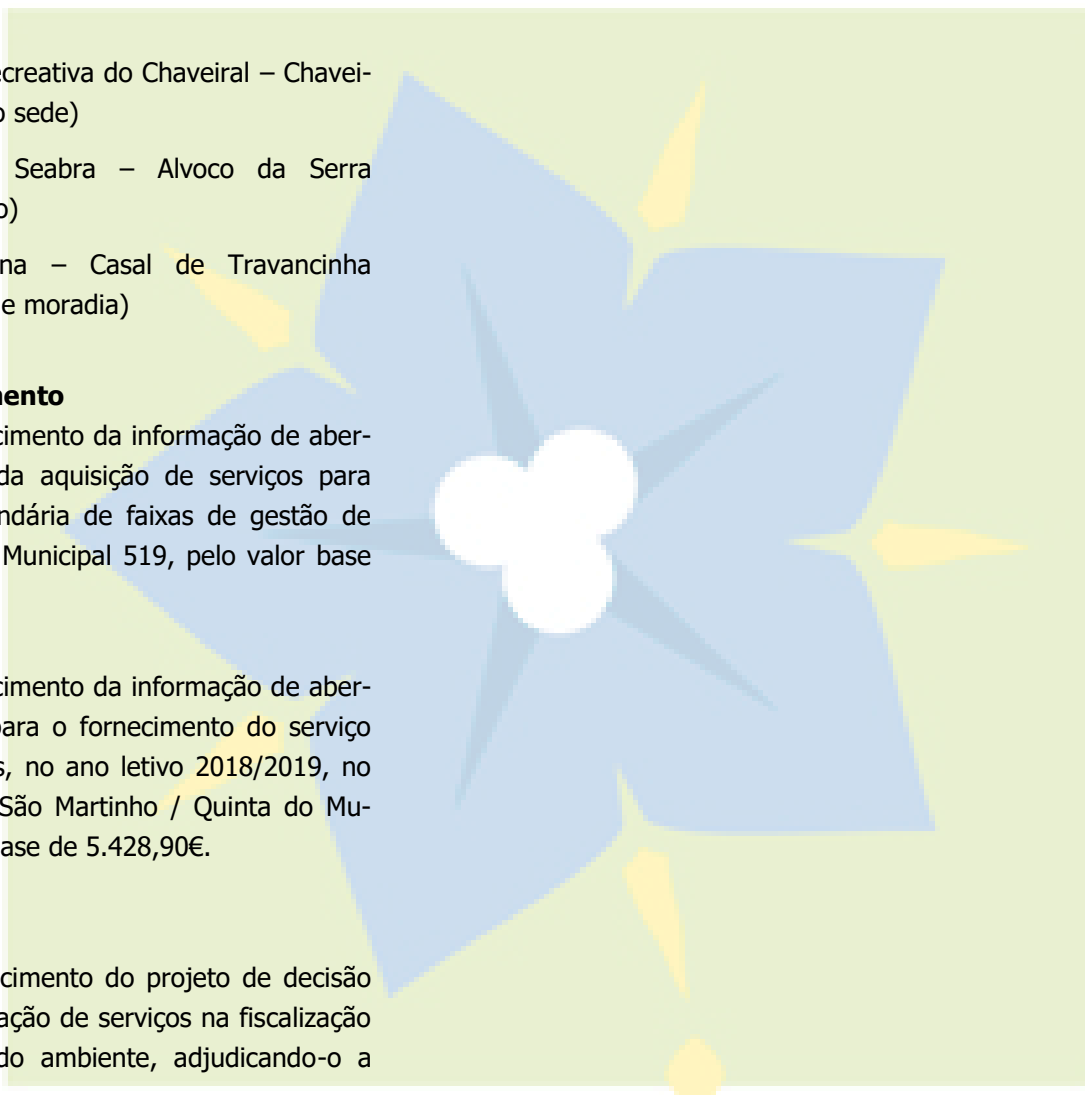 ecreativa do Chaveiral – Chavei-
o sede)
Seabra – Alvoco da Serra
o)
na – Casal de Travancinha
e moradia)
mento
cimento da informação de aber-
da aquisição de serviços para
ndária de faixas de gestão de
Municipal 519, pelo valor base
cimento da informação de aber-
para o fornecimento do serviço
s, no ano letivo 2018/2019, no
São Martinho / Quinta do Mu-
ase de 5.428,90€.
cimento do projeto de decisão
ação de serviços na fiscalização
do ambiente, adjudicando-o a